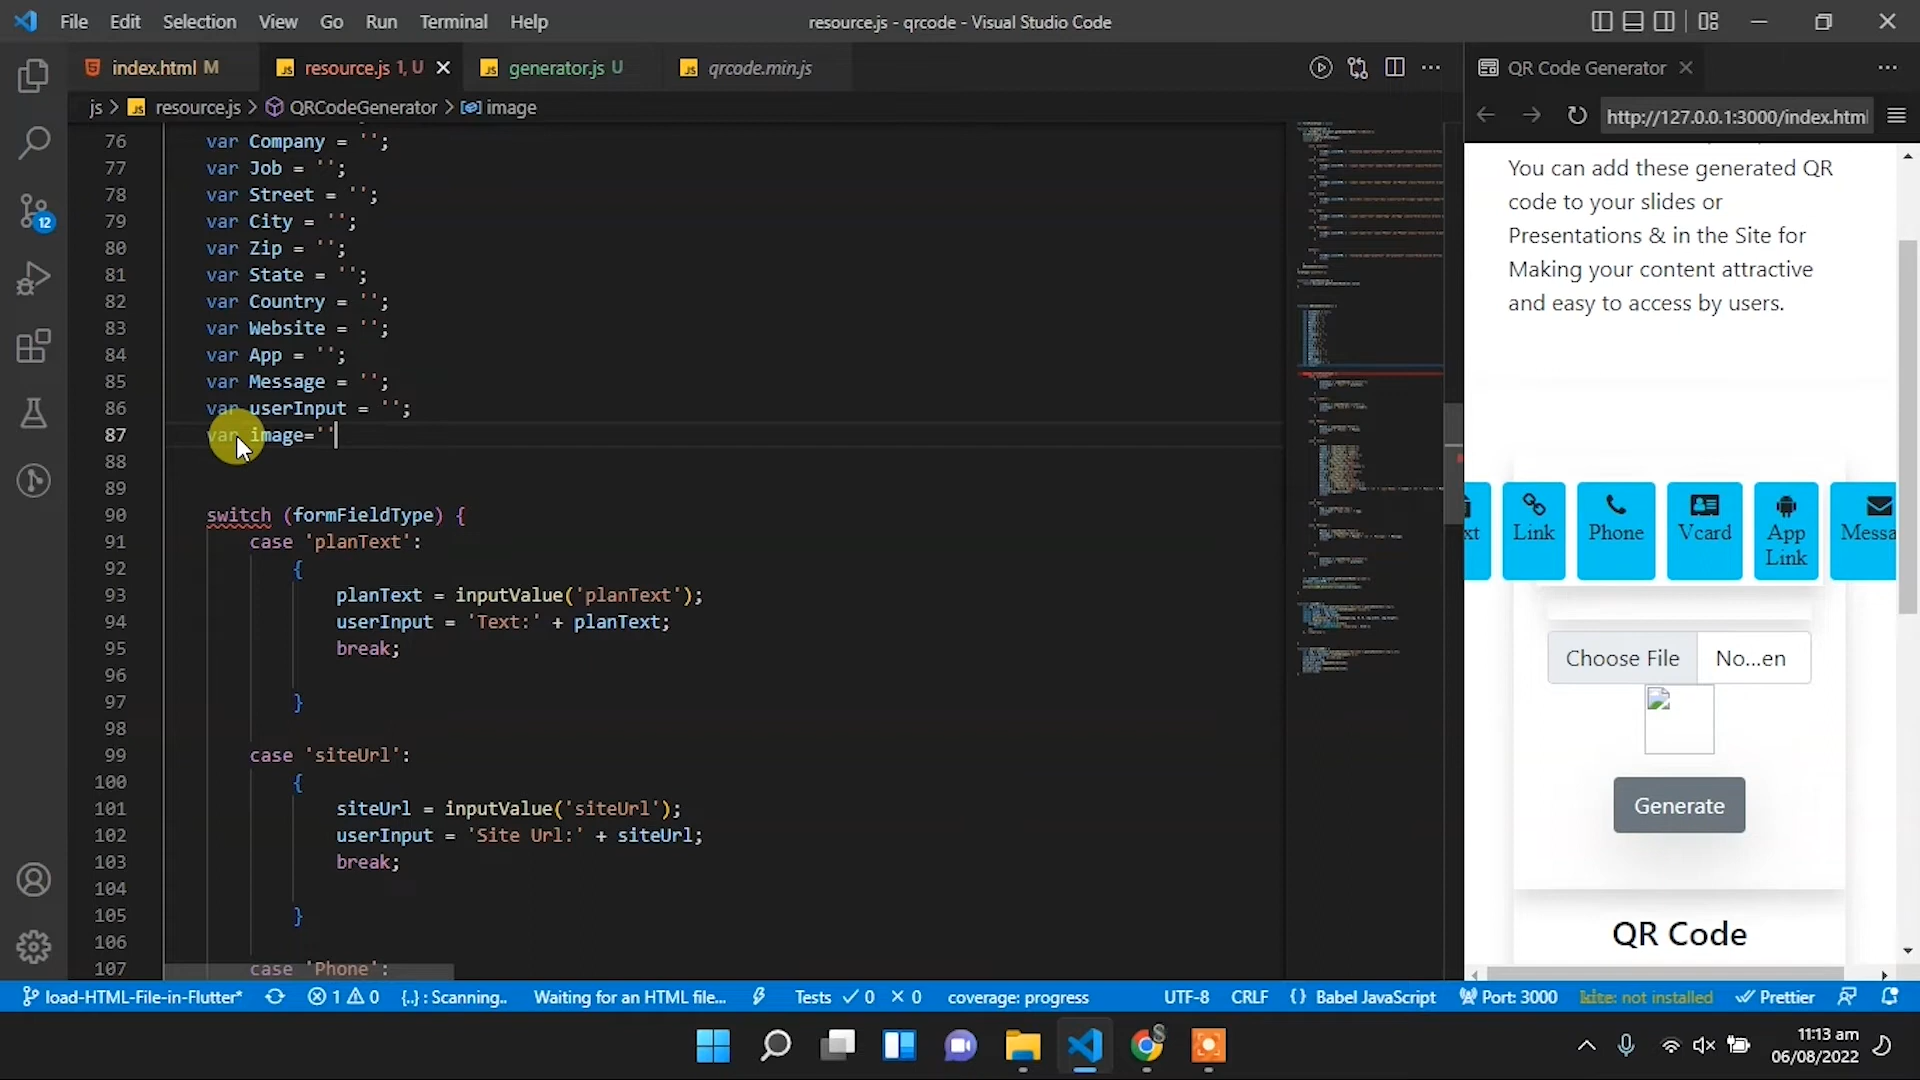 File Edit Selection View Go Run Terminal Help
resource.js - qrcode - Visual Studio Code
index.html M
resource.js 1, U
generator.js U
qrcode.min.js
QR Code Generator
js > resource.js > QRCodeGenerator > image
http://127.0.0.1:3000/index.html
76 var Company = '';
77 var Job = '';
78 var Street = '';
79 var City = '';
80 var Zip = '';
81 var State = '';
82 var Country = '';
83 var Website = '';
84 var App = '';
85 var Message = '';
86 var userInput = '';
87 var image=''
88
89
90 switch (formFieldType) {
91 case 'planText':
92 {
93 planText = inputValue('planText');
94 userInput = 'Text:' + planText;
95 break;
96
97 }
98
99 case 'siteUrl':
100 {
101 siteUrl = inputValue('siteUrl');
102 userInput = 'Site Url:' + siteUrl;
103 break;
104
105 }
106
107 case 'Phone':
You can add these generated QR
code to your slides or
Presentations & in the Site for
Making your content attractive
and easy to access by users.
xt
Link
Phone
Vcard
App
Link
Messa
Choose File No...en
Generate
QR Code
12
load-HTML-File-in-Flutter* 1 0 {..} : Scanning.. Waiting for an HTML file... Tests 0 0 coverage: progress UTF-8 CRLF {} Babel JavaScript Port: 3000 kite: not installed Prettier
S
11:13 am
06/08/2022